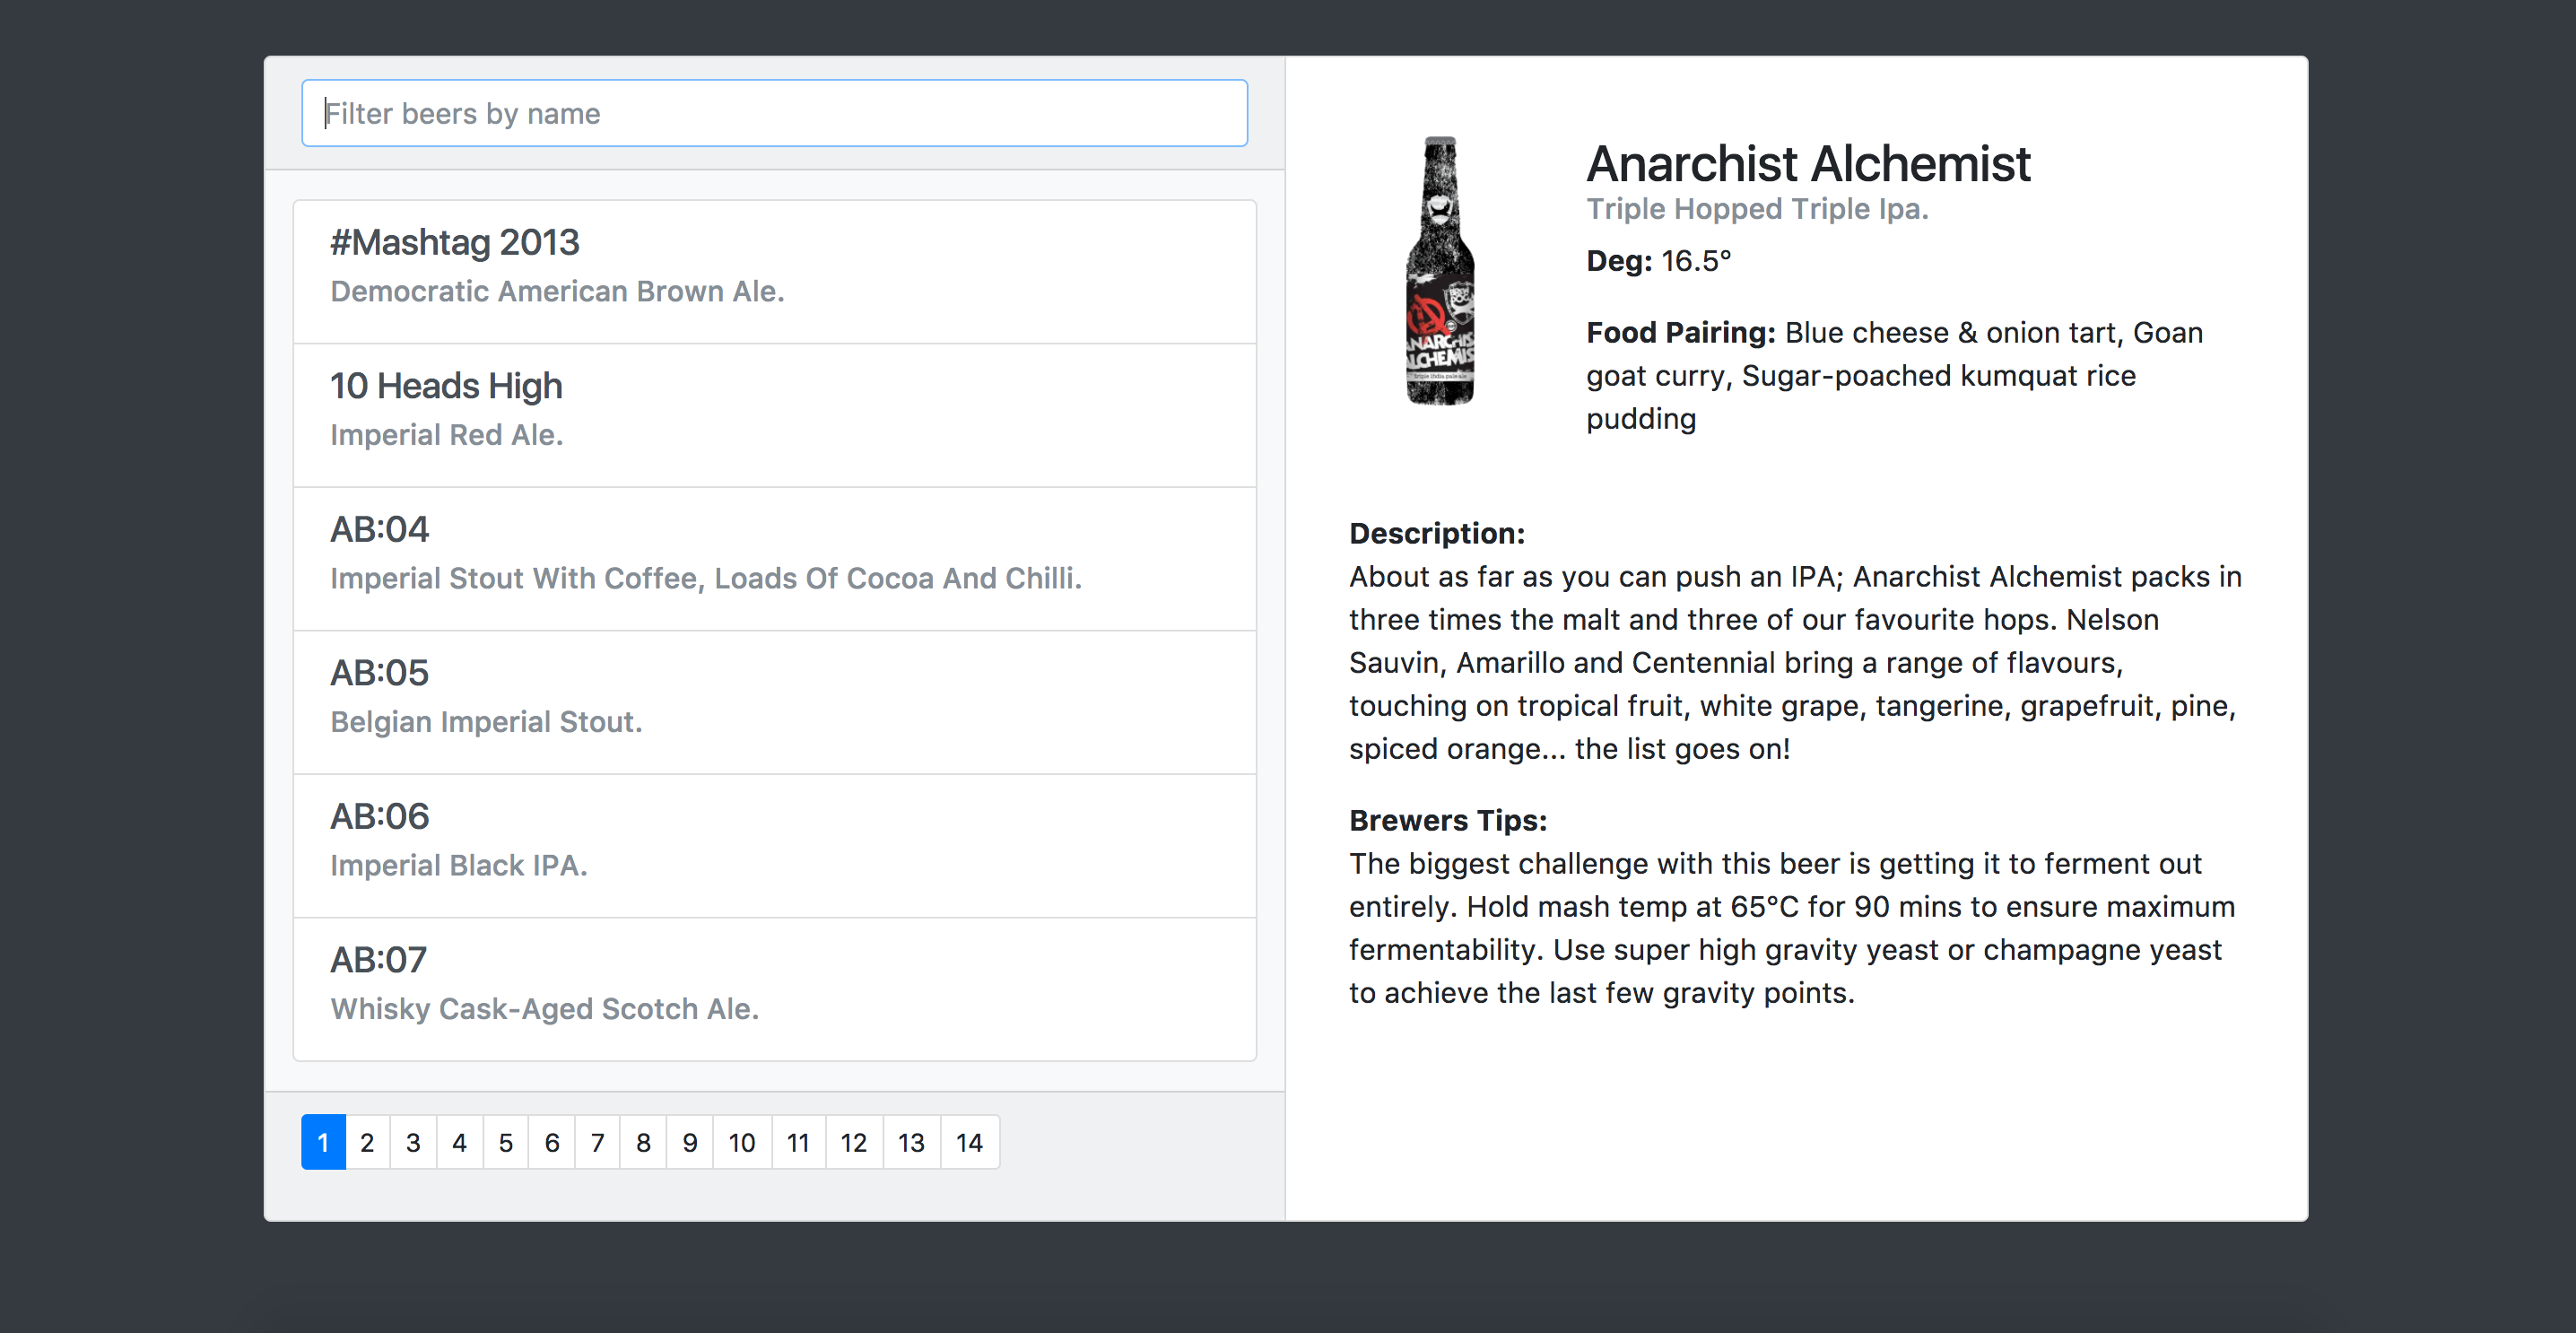 Filter beers by name
#Mashtag 2013
Democratic American Brown Ale.
10 Heads High
Imperial Red Ale.
AB:04
Imperial Stout With Coffee, Loads Of Cocoa And Chilli.
AB:05
Belgian Imperial Stout.
AB:06
Imperial Black IPA.
AB:07
Whisky Cask-Aged Scotch Ale.
1 2 3 4 5 6 7 8 9 10 11 12 13 14
BREW
DOG
ANARCHIS
ALCHEMIS
triple india pale ale
Anarchist Alchemist
Triple Hopped Triple Ipa.
Deg: 16.5°
Food Pairing: Blue cheese & onion tart, Goan
goat curry, Sugar-poached kumquat rice
pudding
Description:
About as far as you can push an IPA; Anarchist Alchemist packs in
three times the malt and three of our favourite hops. Nelson
Sauvin, Amarillo and Centennial bring a range of flavours,
touching on tropical fruit, white grape, tangerine, grapefruit, pine,
spiced orange... the list goes on!
Brewers Tips:
The biggest challenge with this beer is getting it to ferment out
entirely. Hold mash temp at 65°C for 90 mins to ensure maximum
fermentability. Use super high gravity yeast or champagne yeast
to achieve the last few gravity points.